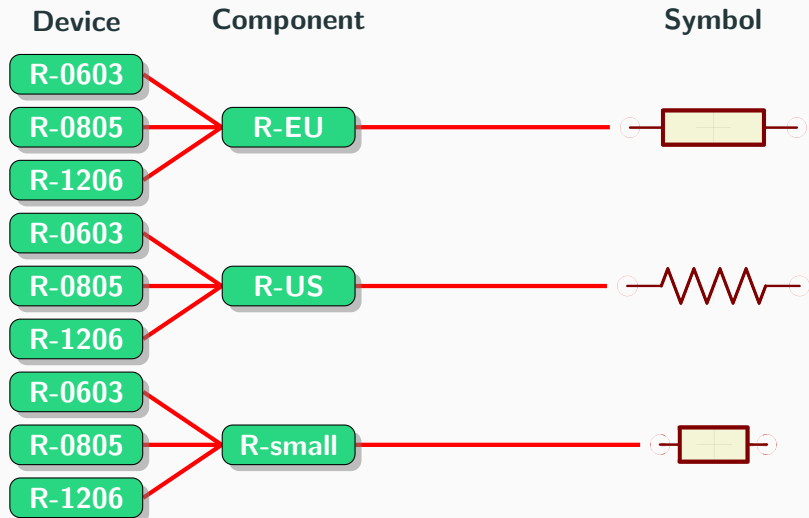 Device Component Symbol
R-0603
R-0805 R-EU
R-1206
R-0603
R-0805 R-US
R-1206
R-0603
R-0805 R-small
R-1206